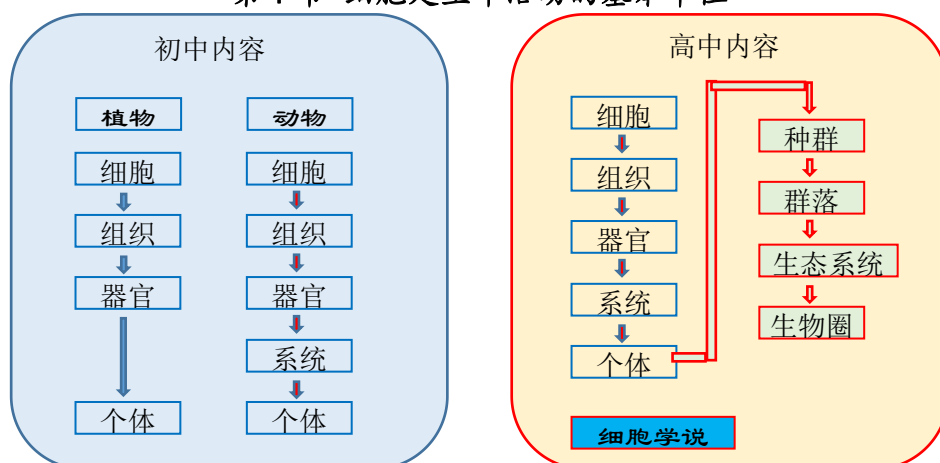 初中内容
植物
细胞
组织
器官
个体
动物
细胞
组织
器官
系统
个体
高中内容
细胞
组织
器官
系统
个体
种群
群落
生态系统
生物圈
细胞学说